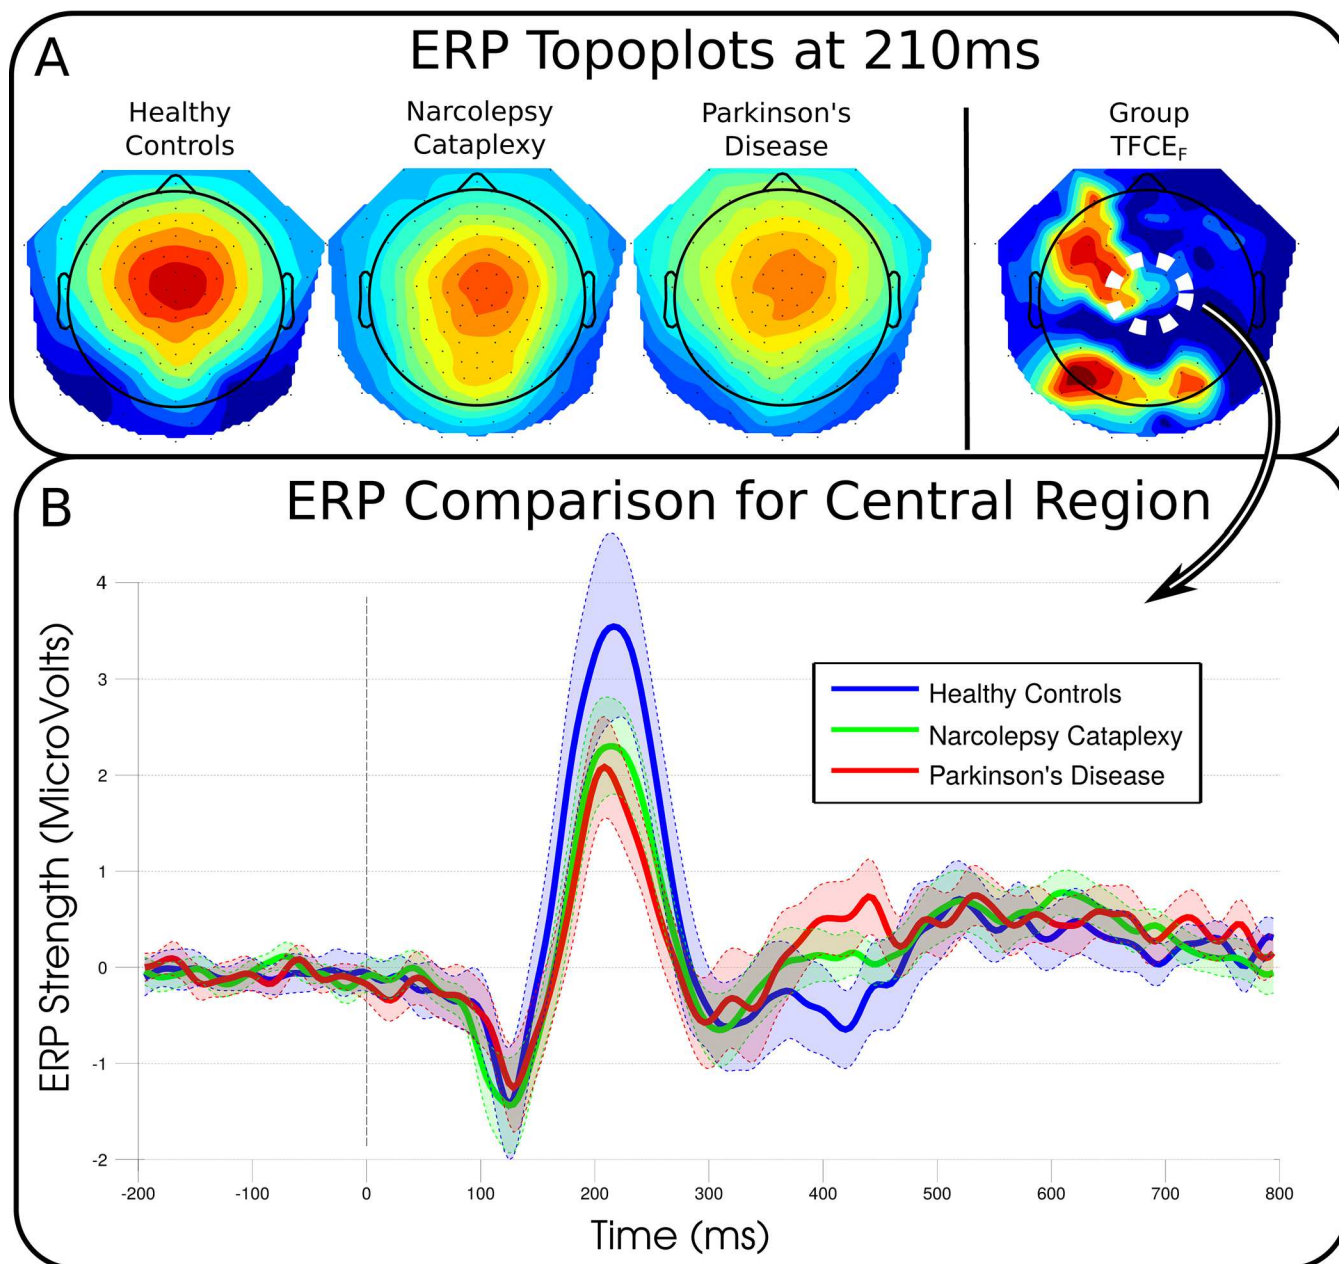 A
ERP Topoplots at 210ms
Healthy
Controls
Narcolepsy
Cataplexy
Parkinson's
Disease
Group
TFCE_F
B
ERP Comparison for Central Region
ERP Strength (MicroVolts)
4
3
2
1
0
-1
-2
Healthy Controls
Narcolepsy Cataplexy
Parkinson's Disease
-200 -100 0 100 200 300 400 500 600 700 800
Time (ms)